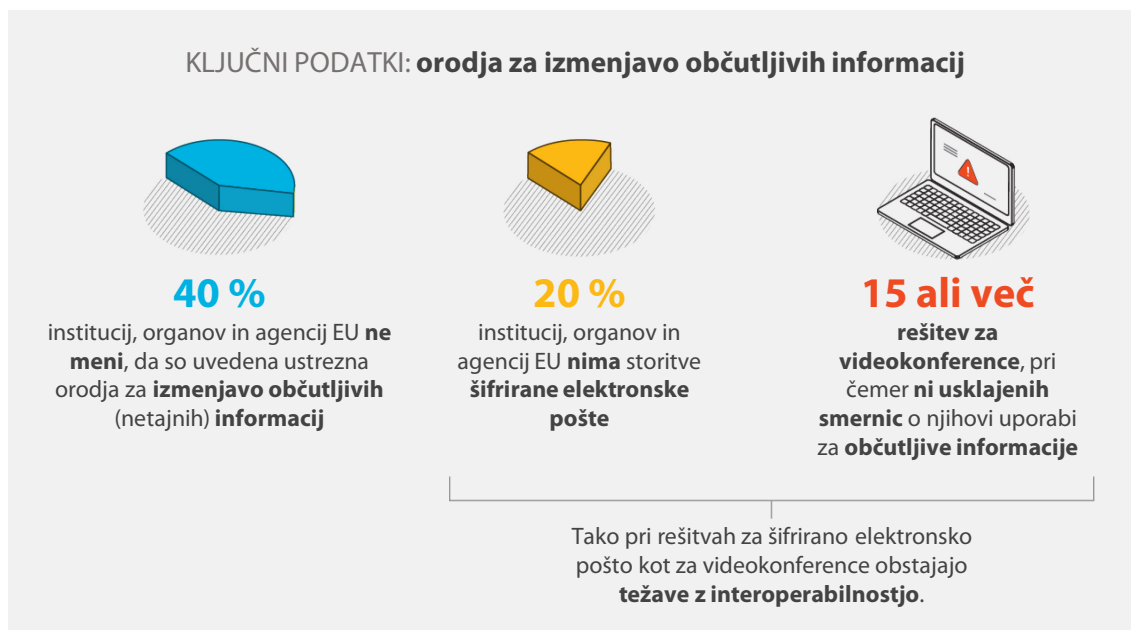 KLJUČNI PODATKI: orodja za izmenjavo občutljivih informacij
40 %
institucij, organov in agencij EU ne
meni, da so uvedena ustrezna
orodja za izmenjavo občutljivih
(netajnih) informacij
20 %
institucij, organov in
agencij EU nima storitve
šifrirane elektronske
pošte
15 ali več
rešitev za
videokonference, pri
čemer ni usklajenih
smernic o njihovi uporabi
za občutljive informacije
Tako pri rešitvah za šifrirano elektronsko
pošto kot za videokonference obstajajo
težave z interoperabilnostjo.